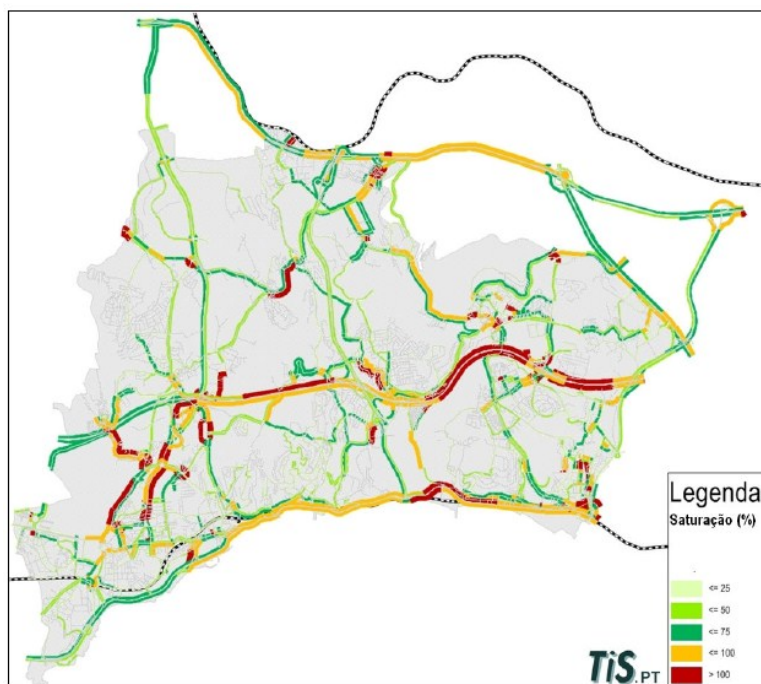 Legenda
Saturação (%)
<= 25
<= 50
<= 75
<= 100
> 100
TiS.PT